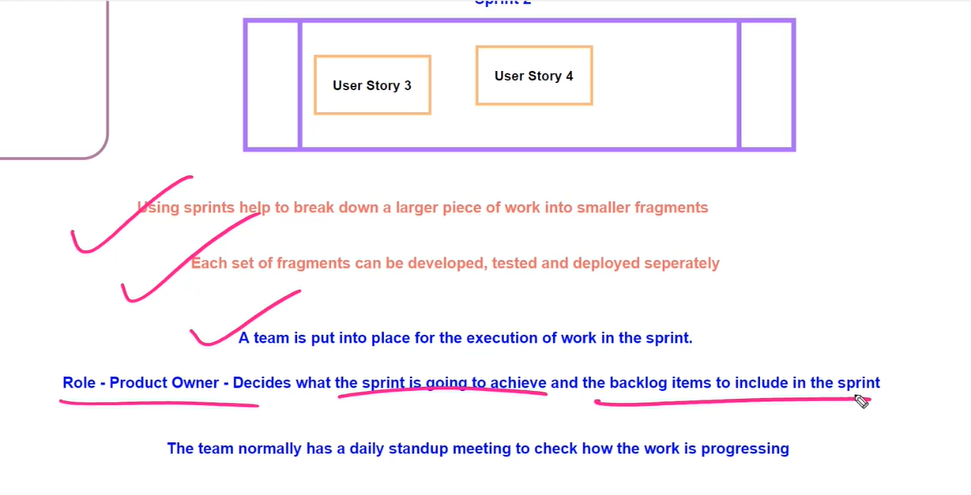 Sprint 2
User Story 3
User Story 4
Using sprints help to break down a larger piece of work into smaller fragments
Each set of fragments can be developed, tested and deployed seperately
A team is put into place for the execution of work in the sprint.
Role - Product Owner - Decides what the sprint is going to achieve and the backlog items to include in the sprint
The team normally has a daily standup meeting to check how the work is progressing